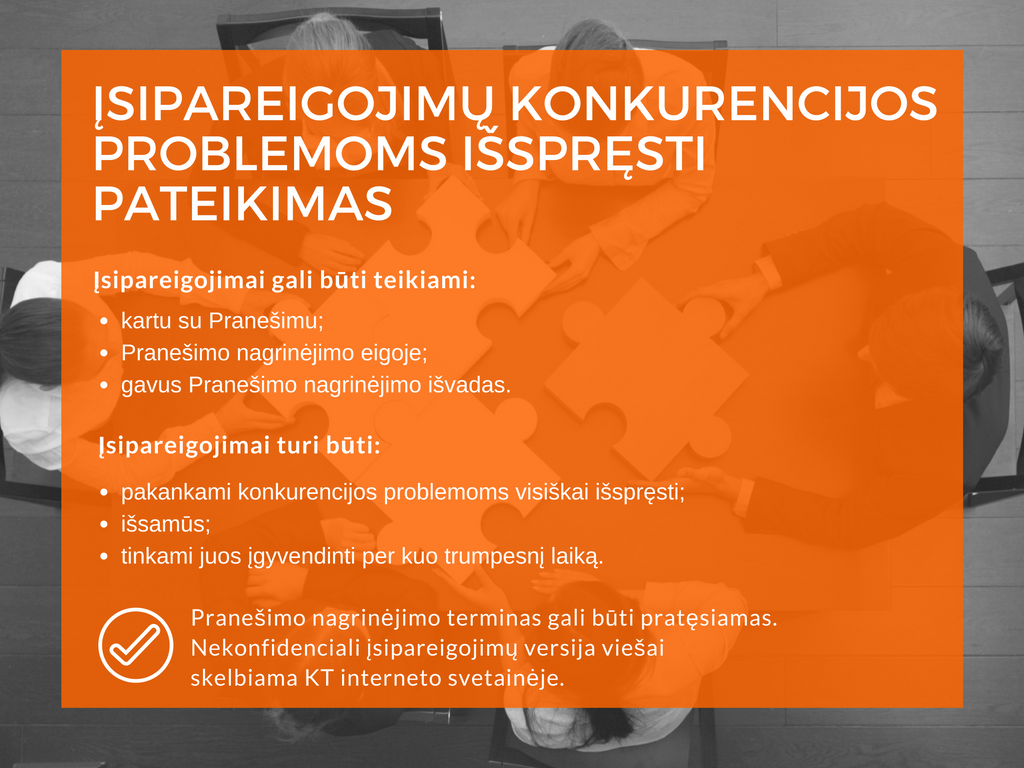 ĮSIPAREIGOJIMŲ KONKURENCIJOS
PROBLEMOMS IŠSPRĘSTI
PATEIKIMAS
Įsipareigojimai gali būti teikiami:
• kartu su Pranešimu;
• Pranešimo nagrinėjimo eigoje;
• gavus Pranešimo nagrinėjimo išvadas.
Įsipareigojimai turi būti:
• pakankami konkurencijos problemoms visiškai išspręsti;
• išsamūs;
• tinkami juos įgyvendinti per kuo trumpesnį laiką.
Pranešimo nagrinėjimo terminas gali būti pratęsiamas.
Nekonfidenciali įsipareigojimų versija viešai
skelbiama KT interneto svetainėje.